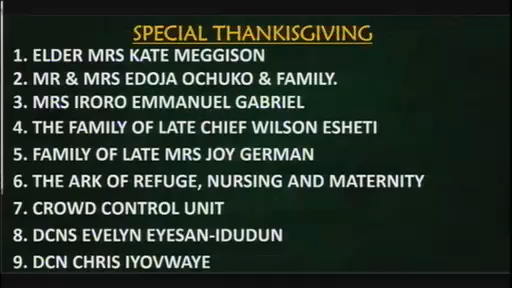 SPECIAL THANKISGIVING
1. ELDER MRS KATE MEGGISON
2. MR & MRS EDOJA OCHUKO & FAMILY.
3. MRS IRORO EMMANUEL GABRIEL
4. THE FAMILY OF LATE CHIEF WILSON ESHETI
5. FAMILY OF LATE MRS JOY GERMAN
6. THE ARK OF REFUGE, NURSING AND MATERNITY
7. CROWD CONTROL UNIT
8. DCNS EVELYN EYESAN-IDUDUN
9. DCN CHRIS IYOVWAYE